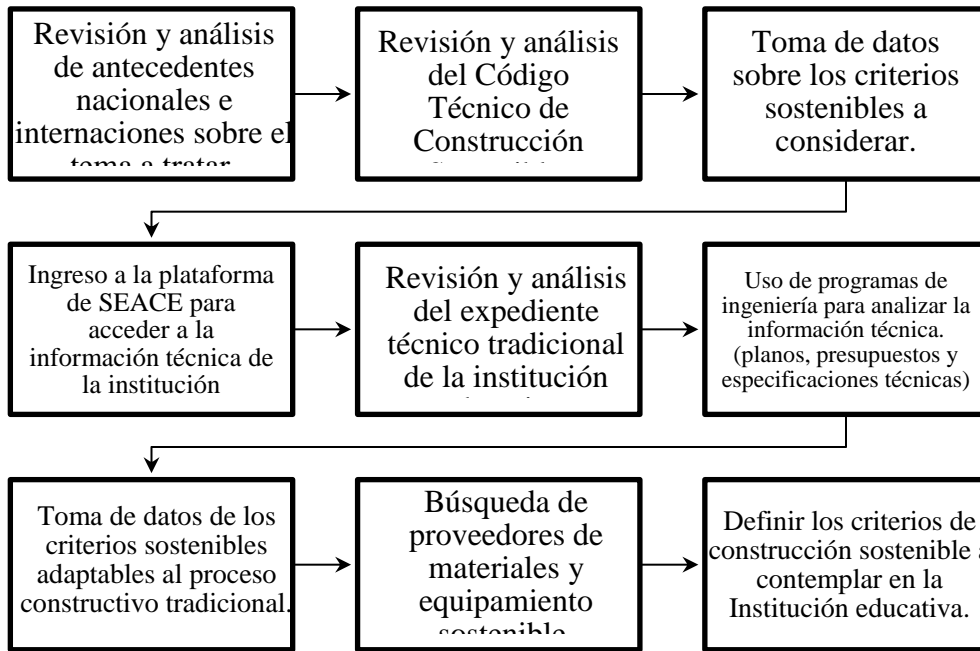 Revisión y análisis
de antecedentes
nacionales e
internaciones sobre el
tema a tratar
Revisión y análisis
del Código
Técnico de
Construcción
Toma de datos
sobre los criterios
sostenibles a
considerar.
Ingreso a la plataforma
de SEACE para
acceder a la
información técnica de
la institución
Revisión y análisis
del expediente
técnico tradicional
de la institución
Uso de programas de
ingeniería para analizar la
información técnica.
(planos, presupuestos y
especificaciones técnicas)
Toma de datos de los
criterios sostenibles
adaptables al proceso
constructivo tradicional.
Búsqueda de
proveedores de
materiales y
equipamiento
sostenible
Definir los criterios de
construcción sostenible a
contemplar en la
Institución educativa.